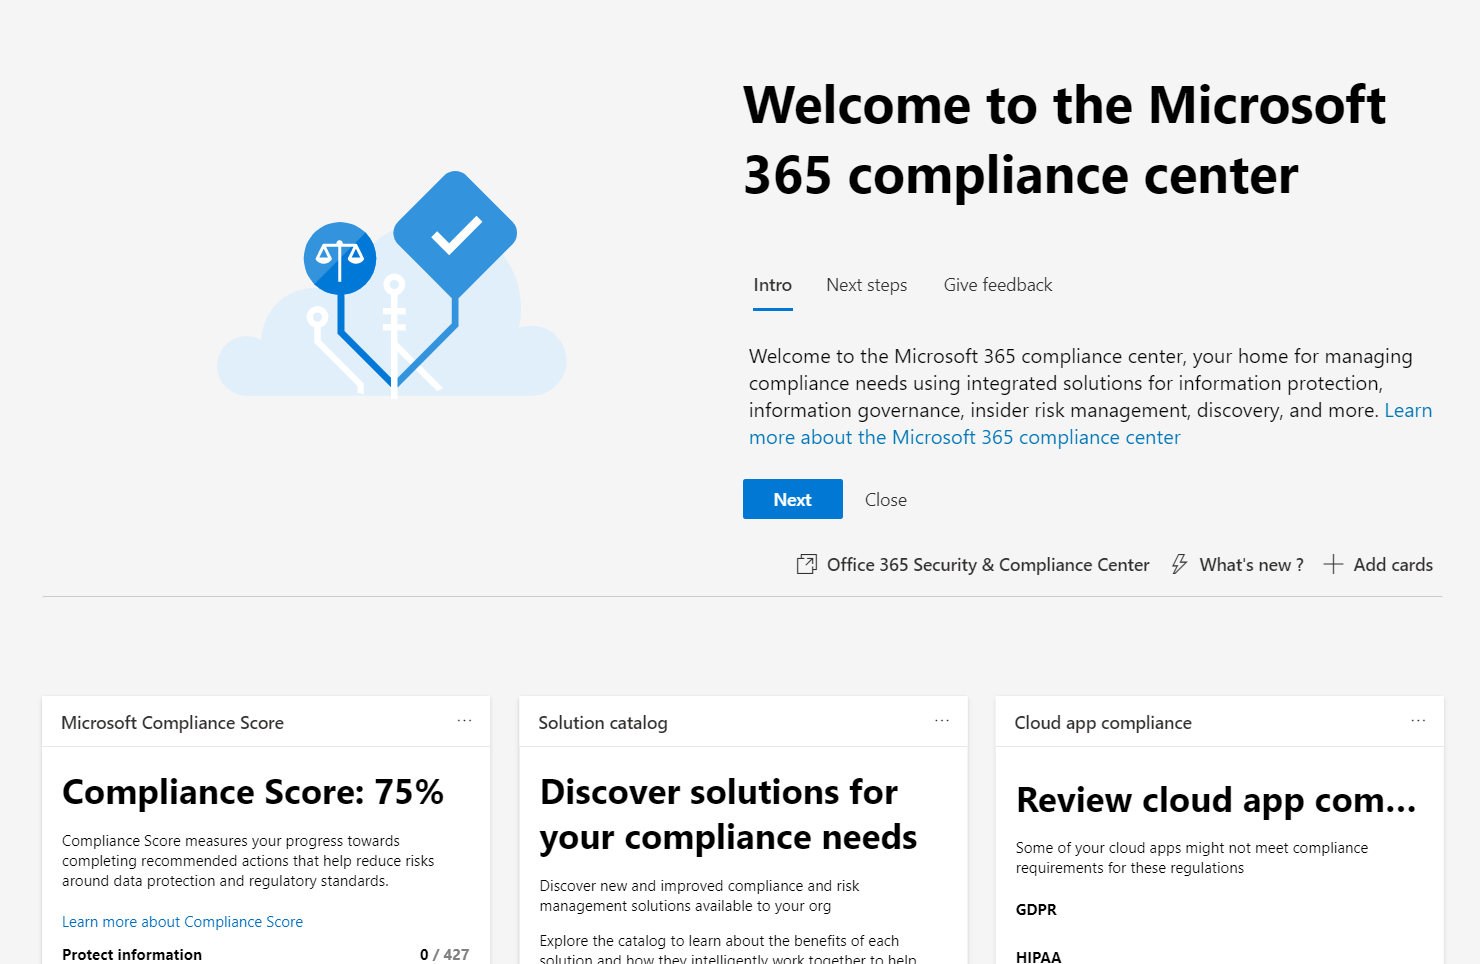 Welcome to the Microsoft
365 compliance center
Intro Next steps Give feedback
Welcome to the Microsoft 365 compliance center, your home for managing
compliance needs using integrated solutions for information protection,
information governance, insider risk management, discovery, and more. Learn
more about the Microsoft 365 compliance center
Next Close
Office 365 Security & Compliance Center What's new ? Add cards
Microsoft Compliance Score ...
Compliance Score: 75%
Compliance Score measures your progress towards
completing recommended actions that help reduce risks
around data protection and regulatory standards.
Learn more about Compliance Score
Protect information 0 / 427
Solution catalog ...
Discover solutions for
your compliance needs
Discover new and improved compliance and risk
management solutions available to your org
Explore the catalog to learn about the benefits of each
solution and how they intelligently work together to help
Cloud app compliance ...
Review cloud app com...
Some of your cloud apps might not meet compliance
requirements for these regulations
GDPR
HIPAA